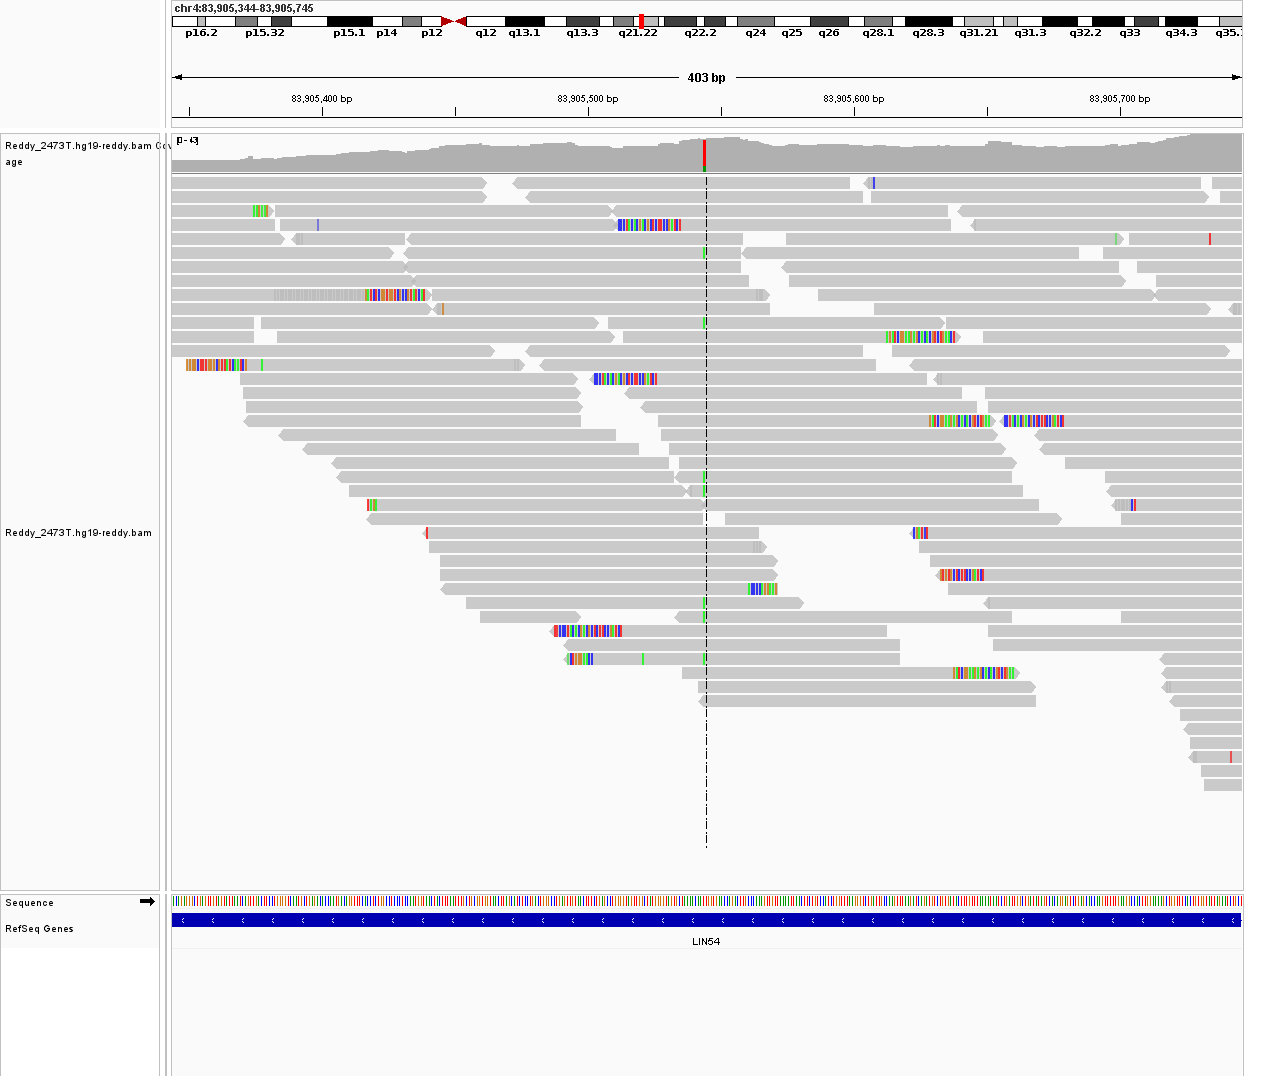 chr4:83,905,344-83,905,745
p16.2 p15.32 p15.1 p14 p12 q12 q13.1 q13.3 q21.22 q22.2 q24 q25 q26 q28.1 q28.3 q31.21 q31.3 q32.2 q33 q34.3 q35.
403 bp
83,905,400 bp 83,905,500 bp 83,905,600 bp 83,905,700 bp
Reddy_2473T.hg19-reddy.bam Cov
age
[0 - 43]
Reddy_2473T.hg19-reddy.bam
Sequence
RefSeq Genes
LIN54